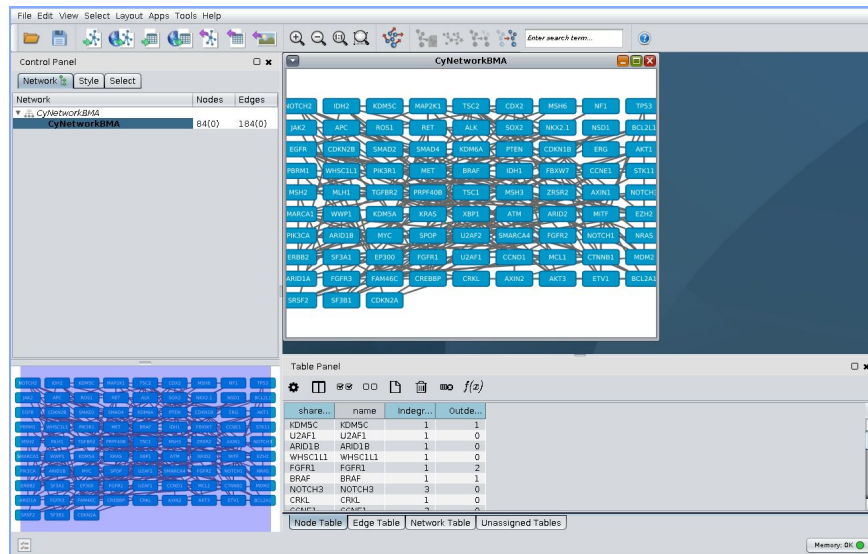 File Edit View Select Layout Apps Tools Help
Enter search term...
Control Panel
Network Style Select
Network Nodes Edges
CyNetworkBMA
CyNetworkBMA 84(0) 184(0)
CyNetworkBMA
NOTCH2 IDH2 KDM5C MAP2K1 TSC2 CDX2 MSH6 NF1 TP53
JAK2 APC ROS1 RET ALK SOX2 NKX2.1 NSD1 BCL2L1
EGFR CDKN2B SMAD2 SMAD4 KDM6A PTEN CDKN1B ERG AKT1
PBRM1 WHSC1L1 PIK3R1 MET BRAF IDH1 FBXW7 CCNE1 STK11
MSH2 MLH1 TGFBR2 PRPF40B TSC1 MSH3 ZRSR2 AXIN1 NOTCH
MARCA1 WWP1 KDM5A KRAS XBP1 ATM ARID2 MITF EZH2
PIK3CA ARID1B MYC SPOP U2AF2 SMARCA4 FGFR2 NOTCH1 NRAS
ERBB2 SF3A1 EP300 FGFR1 U2AF1 CCND1 MCL1 CTNNB1 MDM2
ARID1A FGFR3 FAM46C CREBBP CRKL AXIN2 AKT3 ETV1 BCL2A1
SRSF2 SF3B1 CDKN2A
Table Panel
f(x)
share... name Indegr... Outde...
KDM5C KDM5C 1 1
U2AF1 U2AF1 1 0
ARID1B ARID1B 1 0
WHSC1L1 WHSC1L1 1 0
FGFR1 FGFR1 1 2
BRAF BRAF 1 1
NOTCH3 NOTCH3 3 0
CRKL CRKL 1 0
Node Table Edge Table Network Table Unassigned Tables
Memory: OK